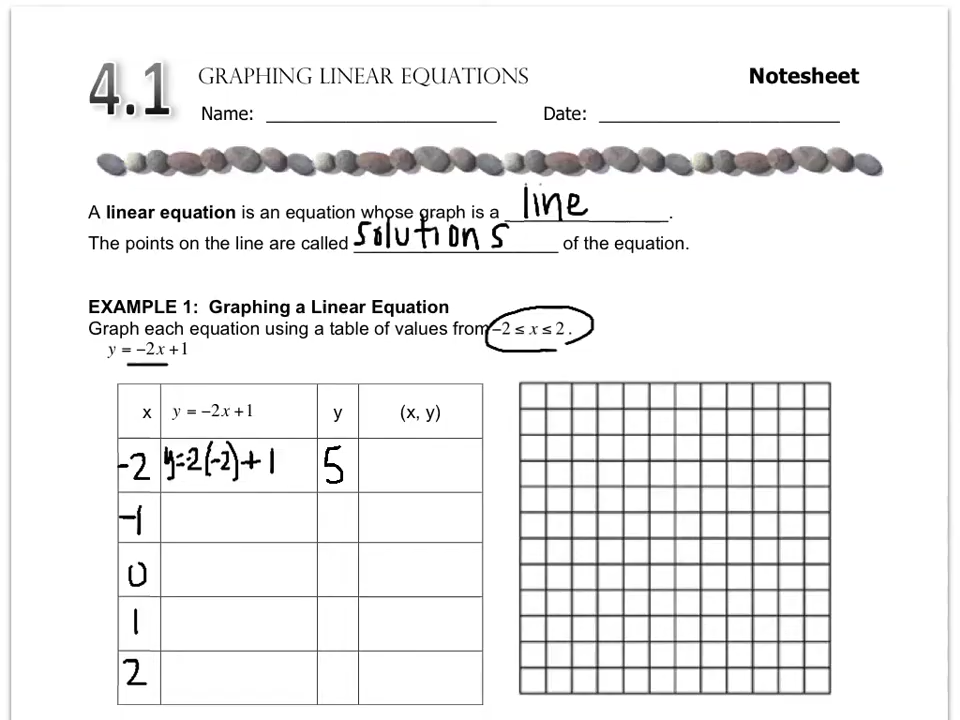 4.1 GRAPHING LINEAR EQUATIONS Notesheet
Name: ____________ Date: ____________
A linear equation is an equation whose graph is a line.
The points on the line are called solutions of the equation.
EXAMPLE 1: Graphing a Linear Equation
Graph each equation using a table of values from −2 ≤ x ≤ 2.
y = −2x + 1
x y = −2x + 1 y (x, y)
-2 y=2(-2)+1 5
-1
0
1
2